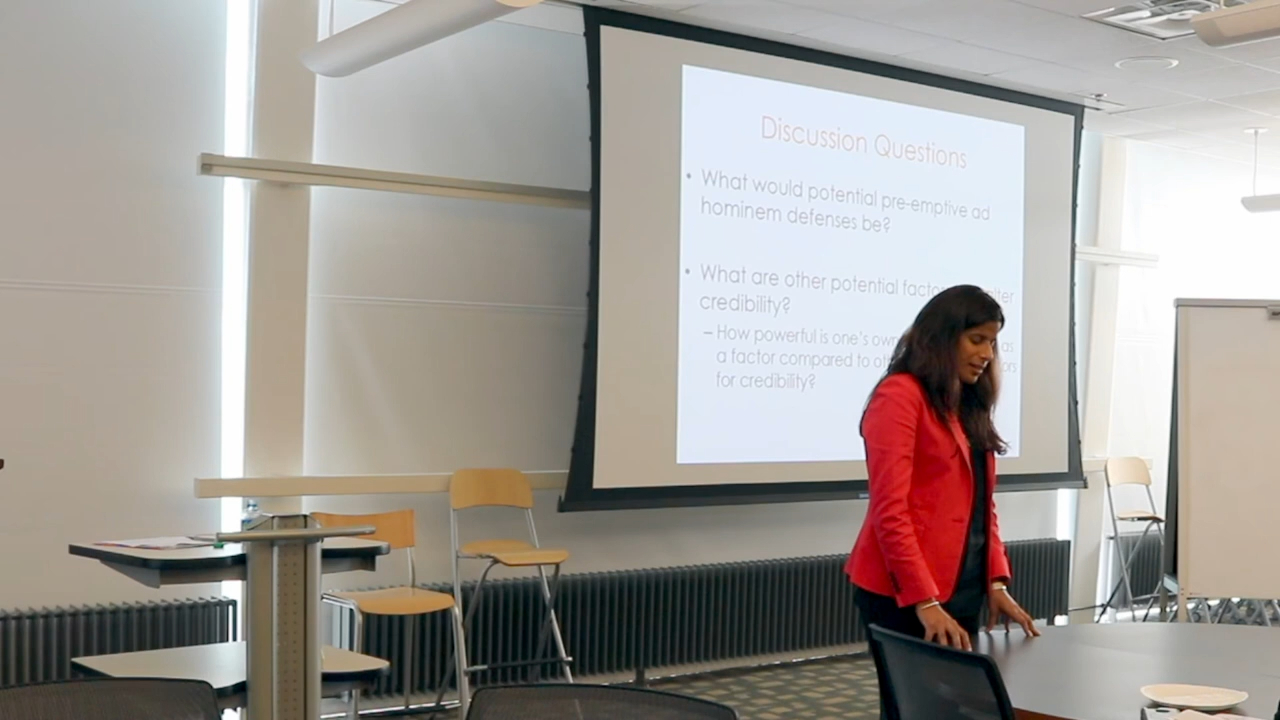 Discussion Questions
• What would potential pre-emptive ad
hominem defenses be?
• What are other potential
credibility?
– How powerful is one's own as
a factor compared to
for credibility?